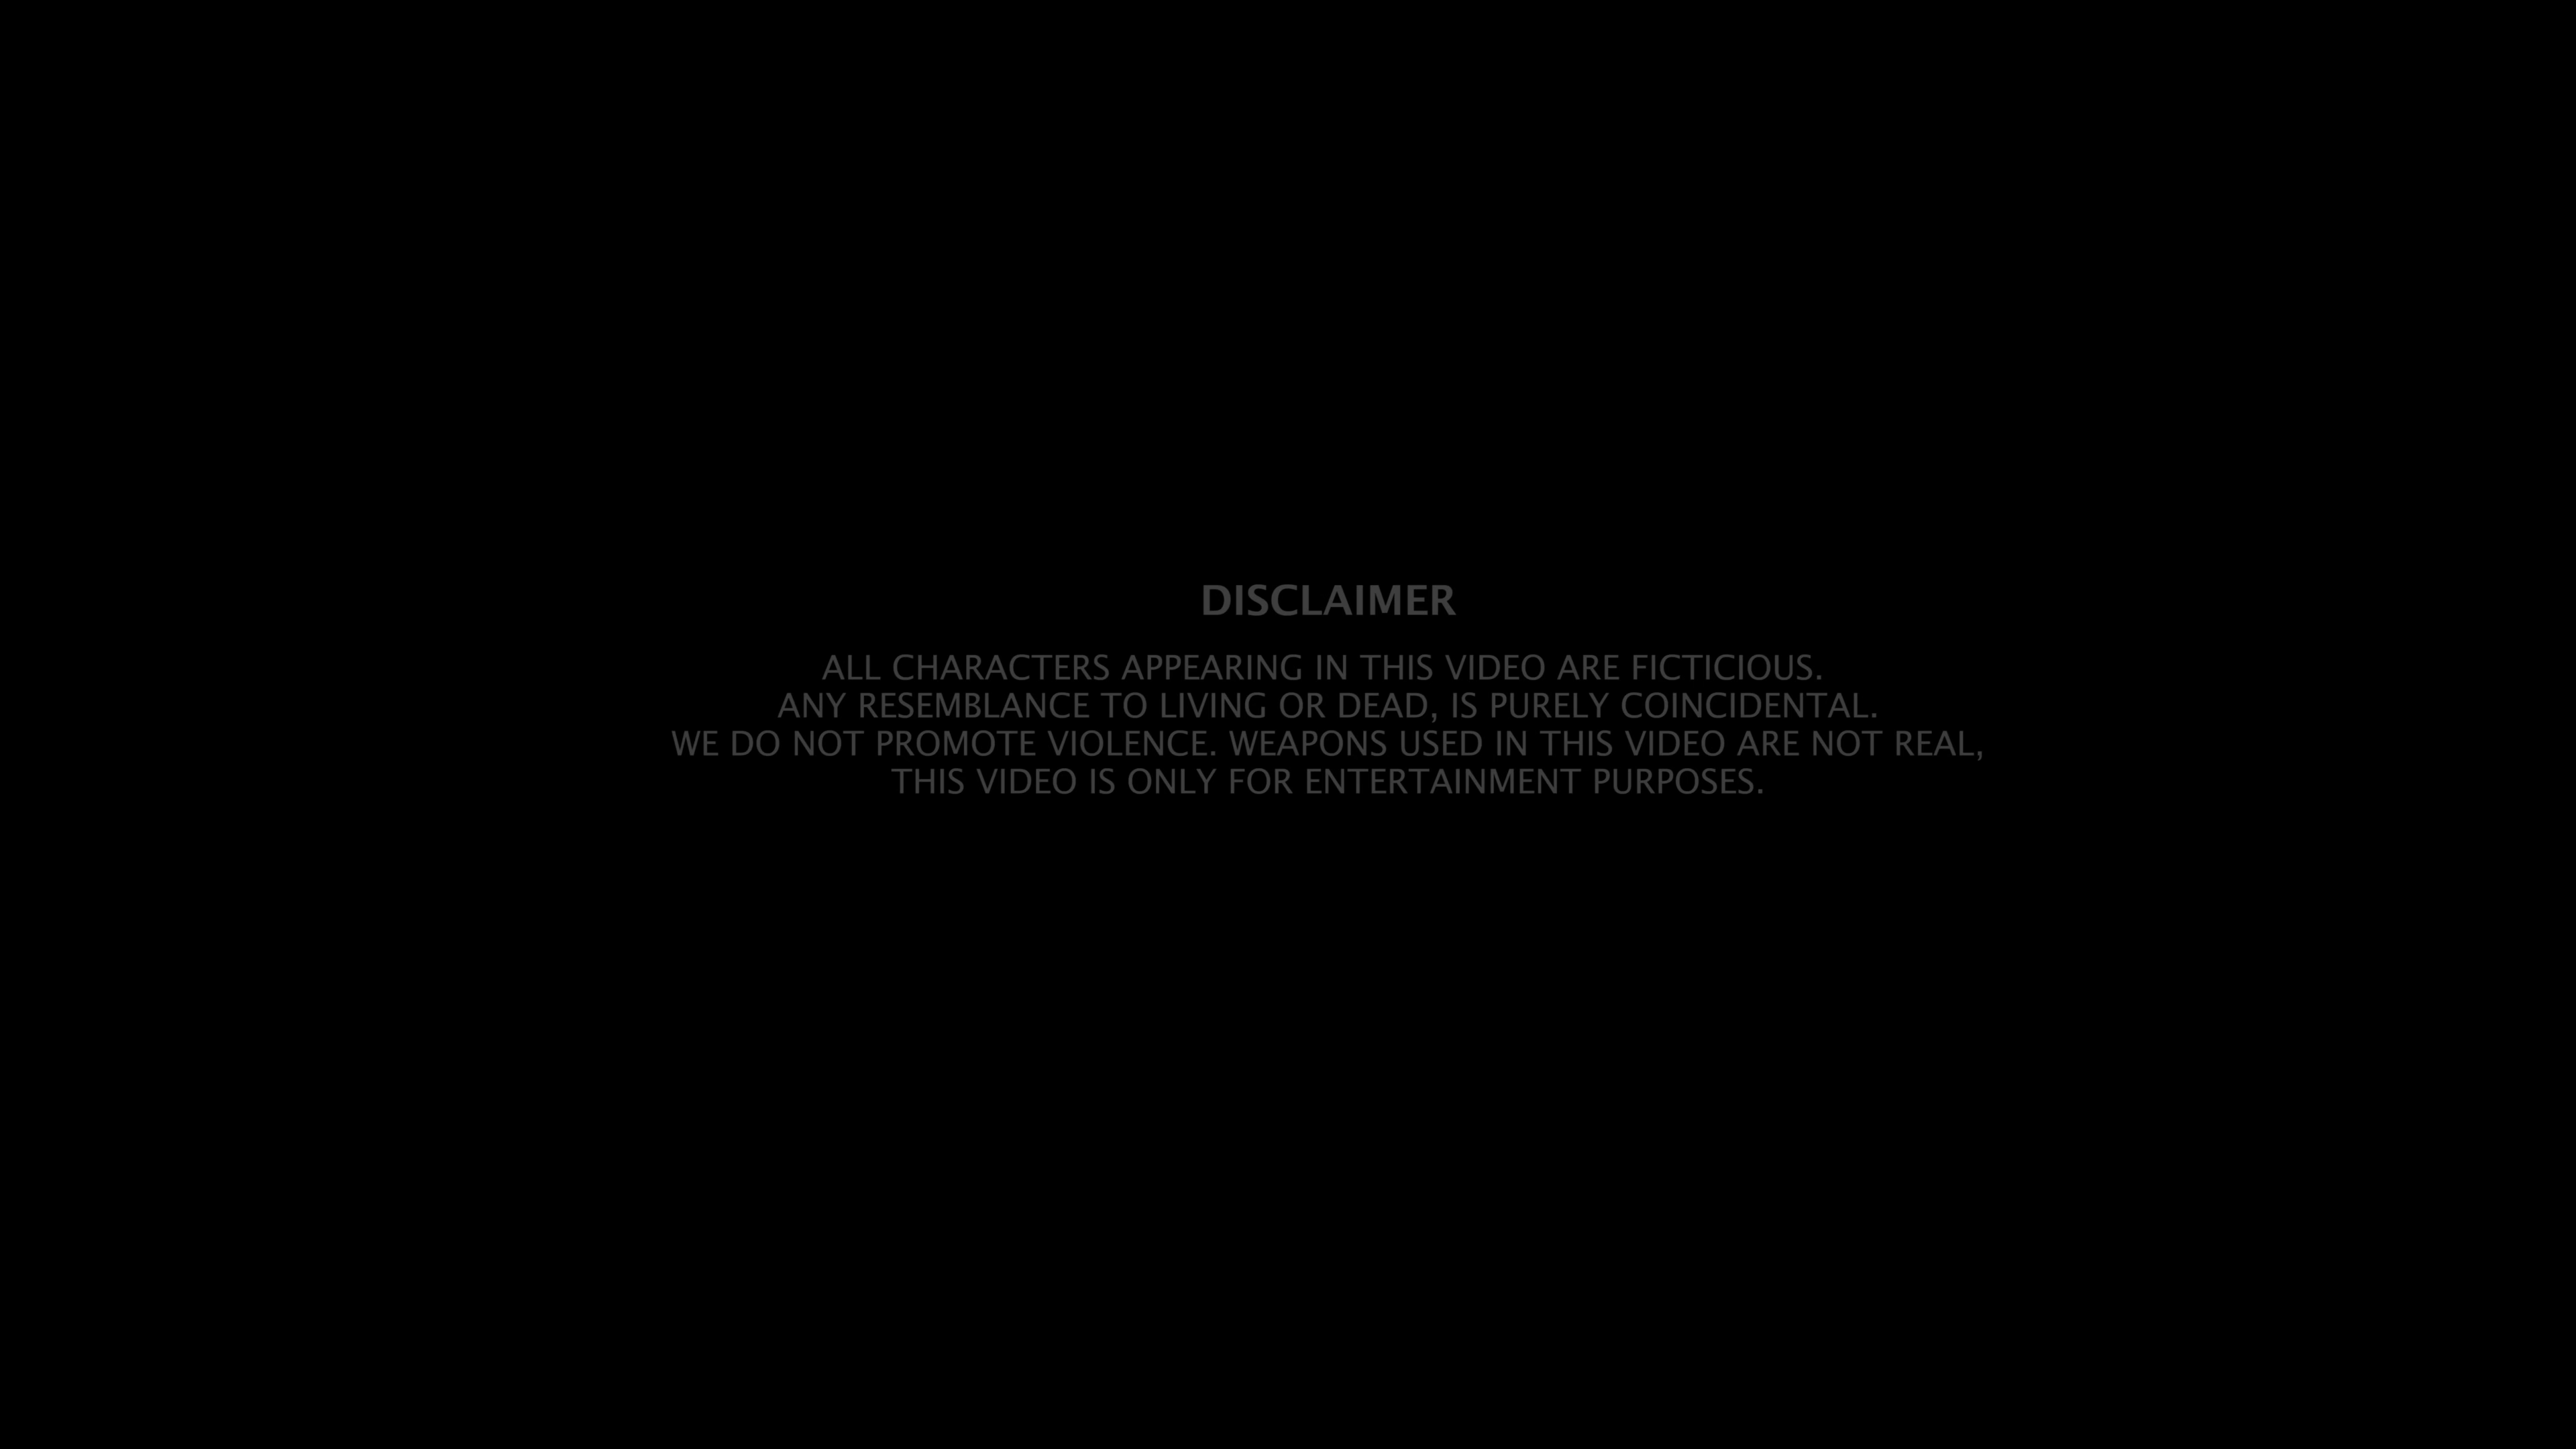 DISCLAIMER
ALL CHARACTERS APPEARING IN THIS VIDEO ARE FICTICIOUS.
ANY RESEMBLANCE TO LIVING OR DEAD, IS PURELY COINCIDENTAL.
WE DO NOT PROMOTE VIOLENCE. WEAPONS USED IN THIS VIDEO ARE NOT REAL,
THIS VIDEO IS ONLY FOR ENTERTAINMENT PURPOSES.